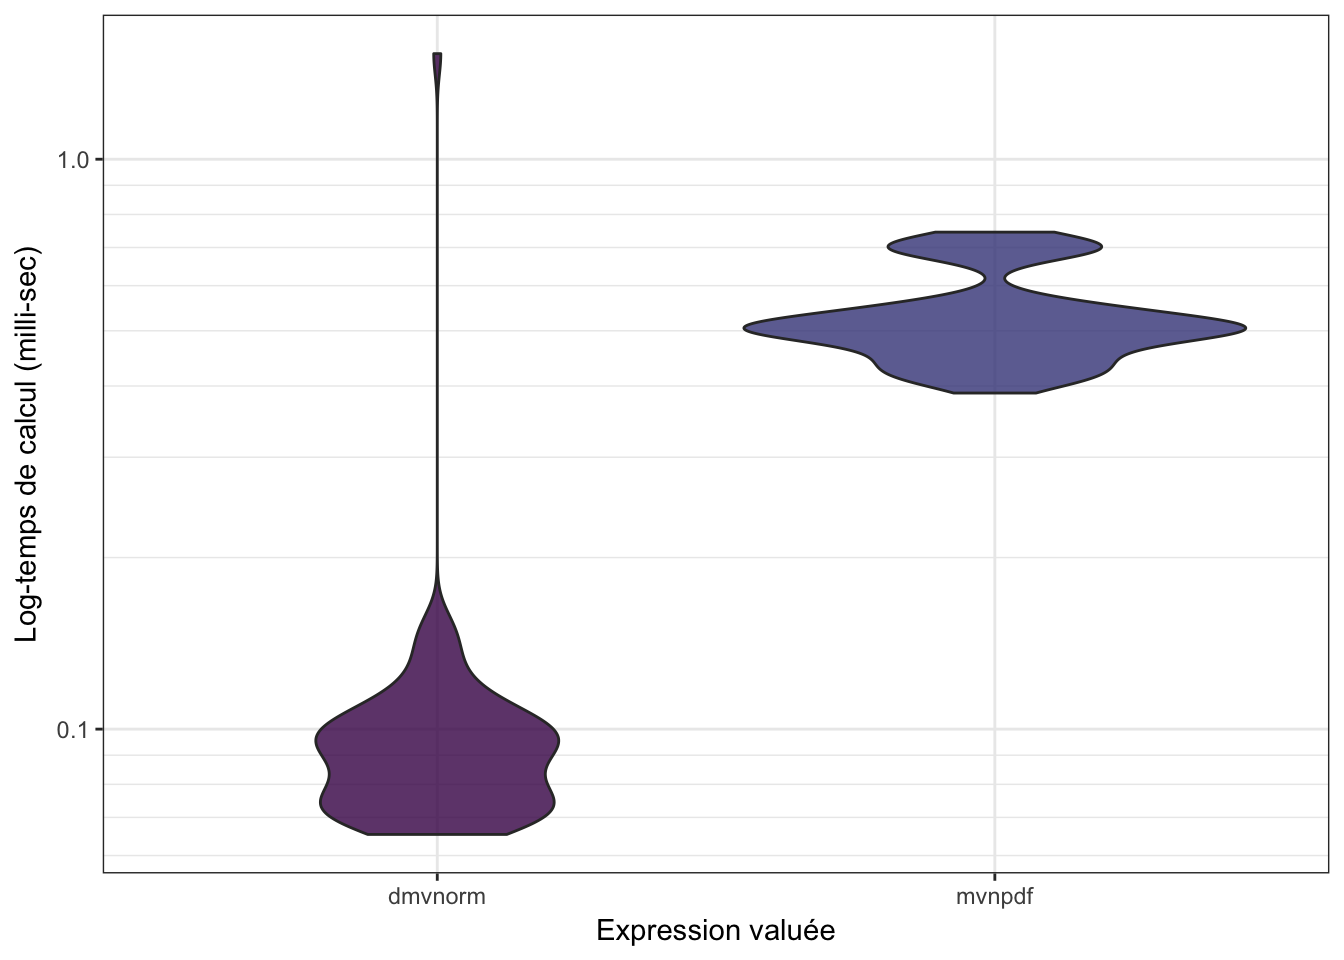 Log-temps de calcul (milli-sec)
1.0
0.1
dmvnorm
mvnpdf
Expression valuée